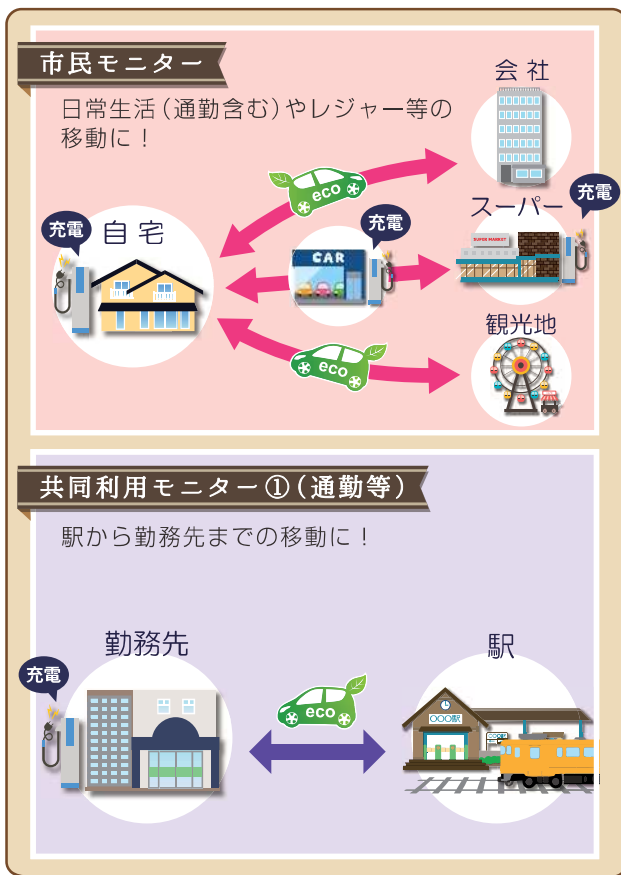 市民モニター
日常生活（通勤含む）やレジャー等の
移動に！
会社
eco
スーパー
充電
充電
自宅
充電
CAR
SUPER MARKET
観光地
eco
共同利用モニター①（通勤等）
駅から勤務先までの移動に！
勤務先
駅
充電
eco
〇〇〇駅